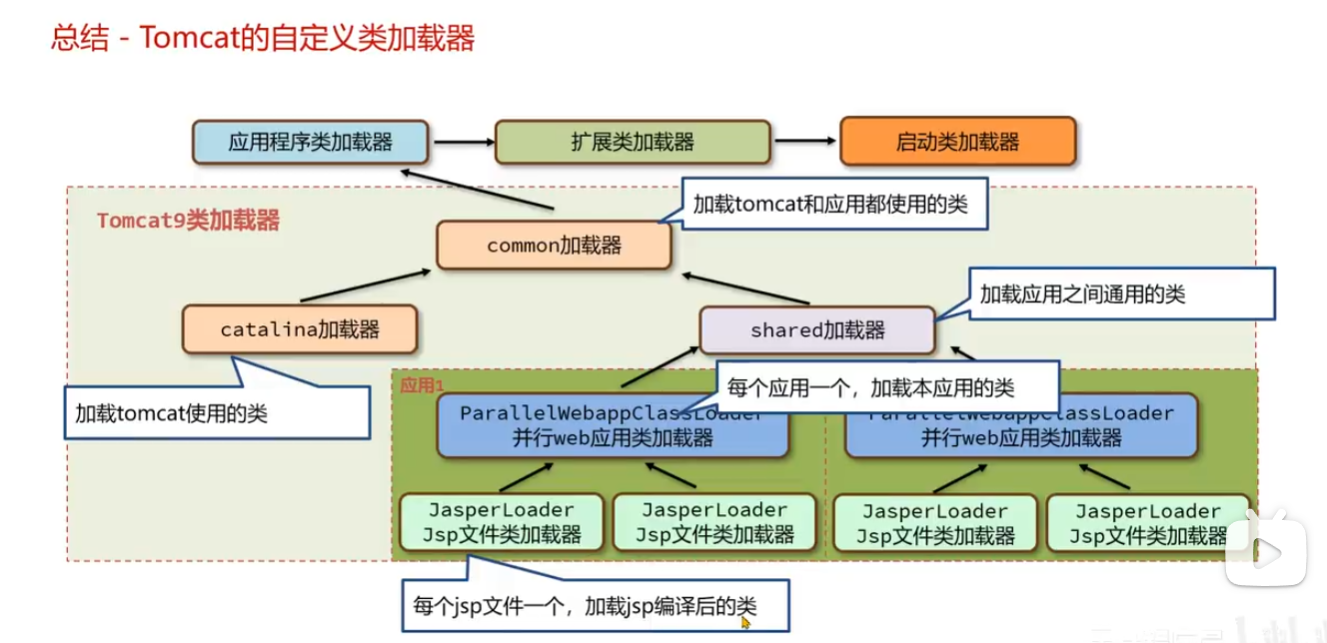 总结 - Tomcat的自定义类加载器
应用程序类加载器
扩展类加载器
启动类加载器
Tomcat9类加载器
加载tomcat和应用都使用的类
common加载器
加载应用之间通用的类
catalina加载器
shared加载器
加载tomcat使用的类
应用1
每个应用一个，加载本应用的类
ParallelWebappClassLoader
并行web应用类加载器
ParallelWebappClassLoader
并行web应用类加载器
JasperLoader
Jsp文件类加载器
JasperLoader
Jsp文件类加载器
JasperLoader
Jsp文件类加载器
JasperLoader
Jsp文件类加载器
每个jsp文件一个，加载jsp编译后的类